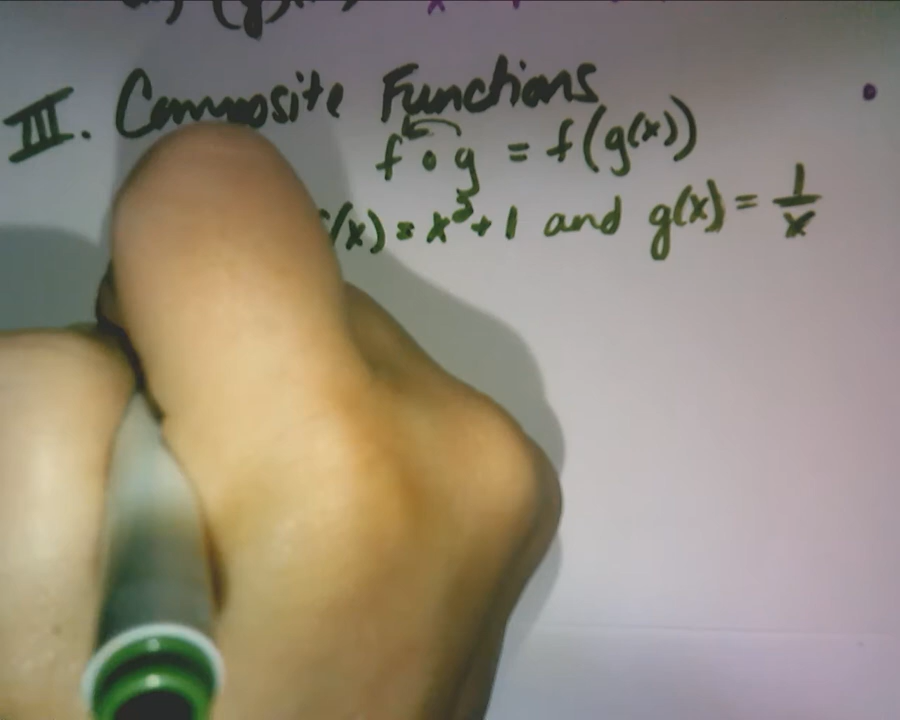 III. Composite Functions
f∘g = f(g(x))
(x) = x³+1 and g(x) = 1/x